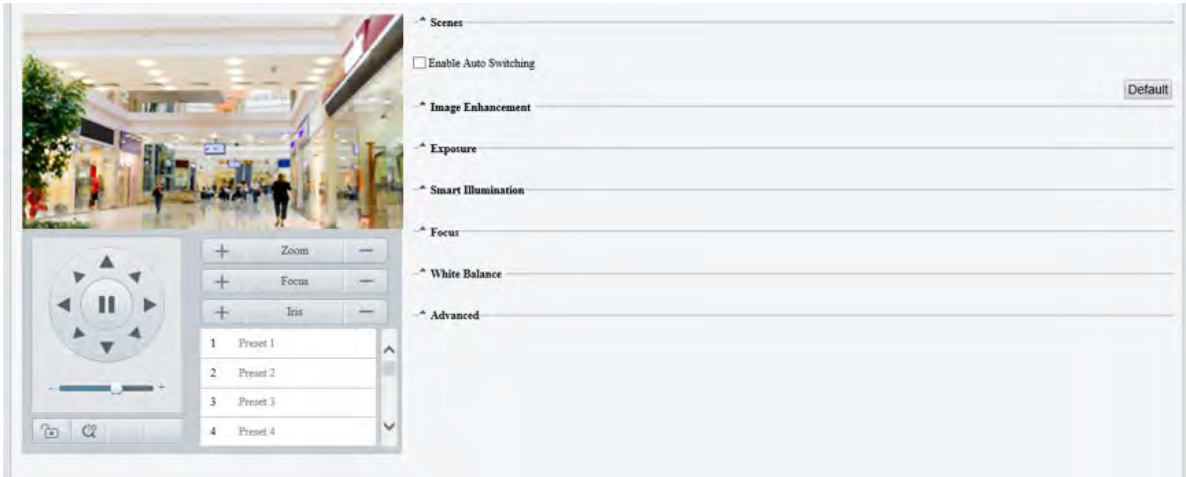 Scenes
Enable Auto Switching
Default
Image Enhancement
Exposure
Smart Illumination
Focus
White Balance
Advanced
+ Zoom −
+ Focus −
+ Iris −
1 Preset 1
2 Preset 2
3 Preset 3
4 Preset 4
- +